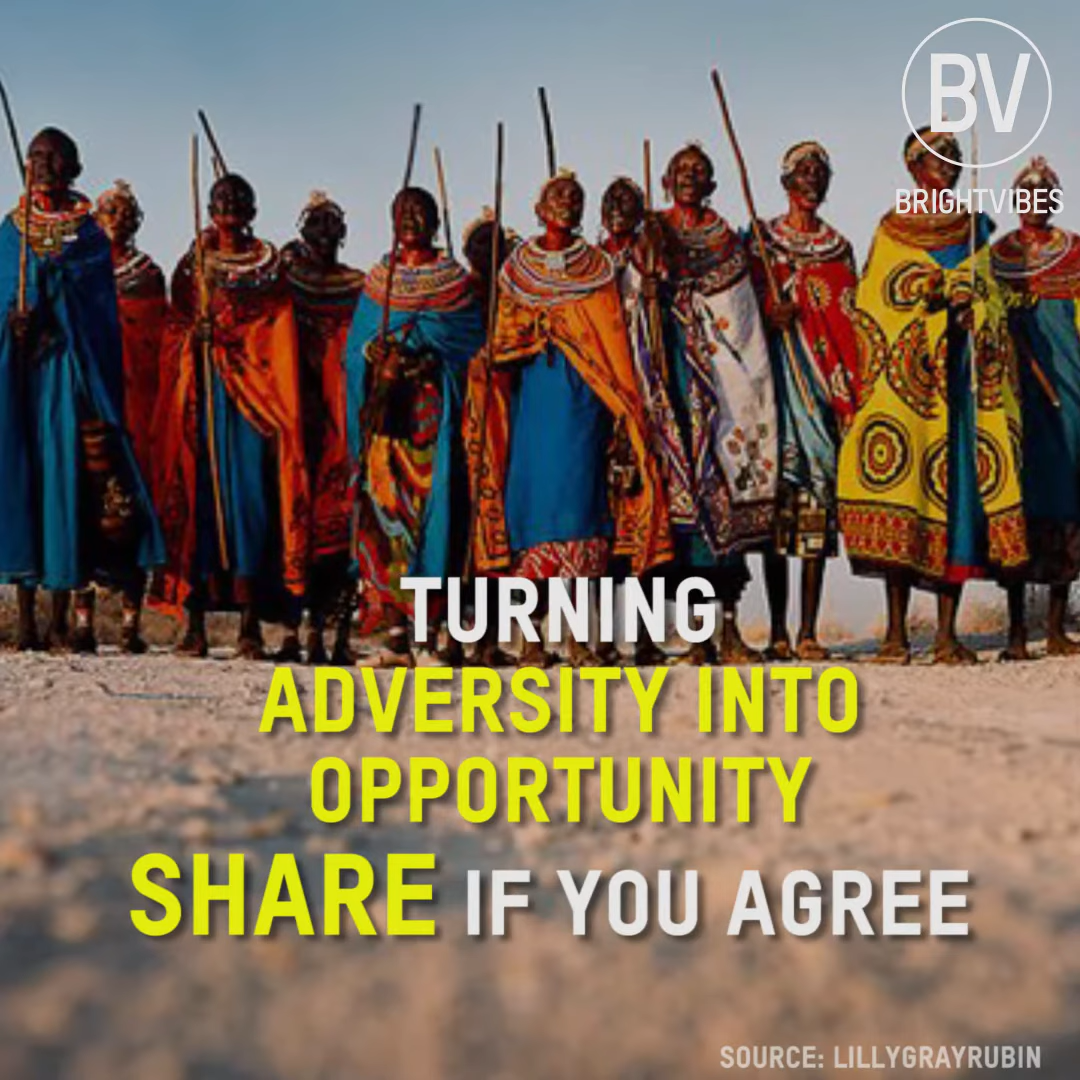 BV
BRIGHTVIBES
TURNING
ADVERSITY INTO
OPPORTUNITY
SHARE IF YOU AGREE
SOURCE: LILLYGRAYRUBIN